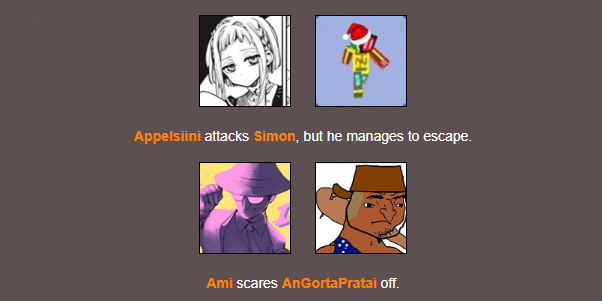 Appelsiini attacks Simon, but he manages to escape.
Ami scares AnGortaPratai off.